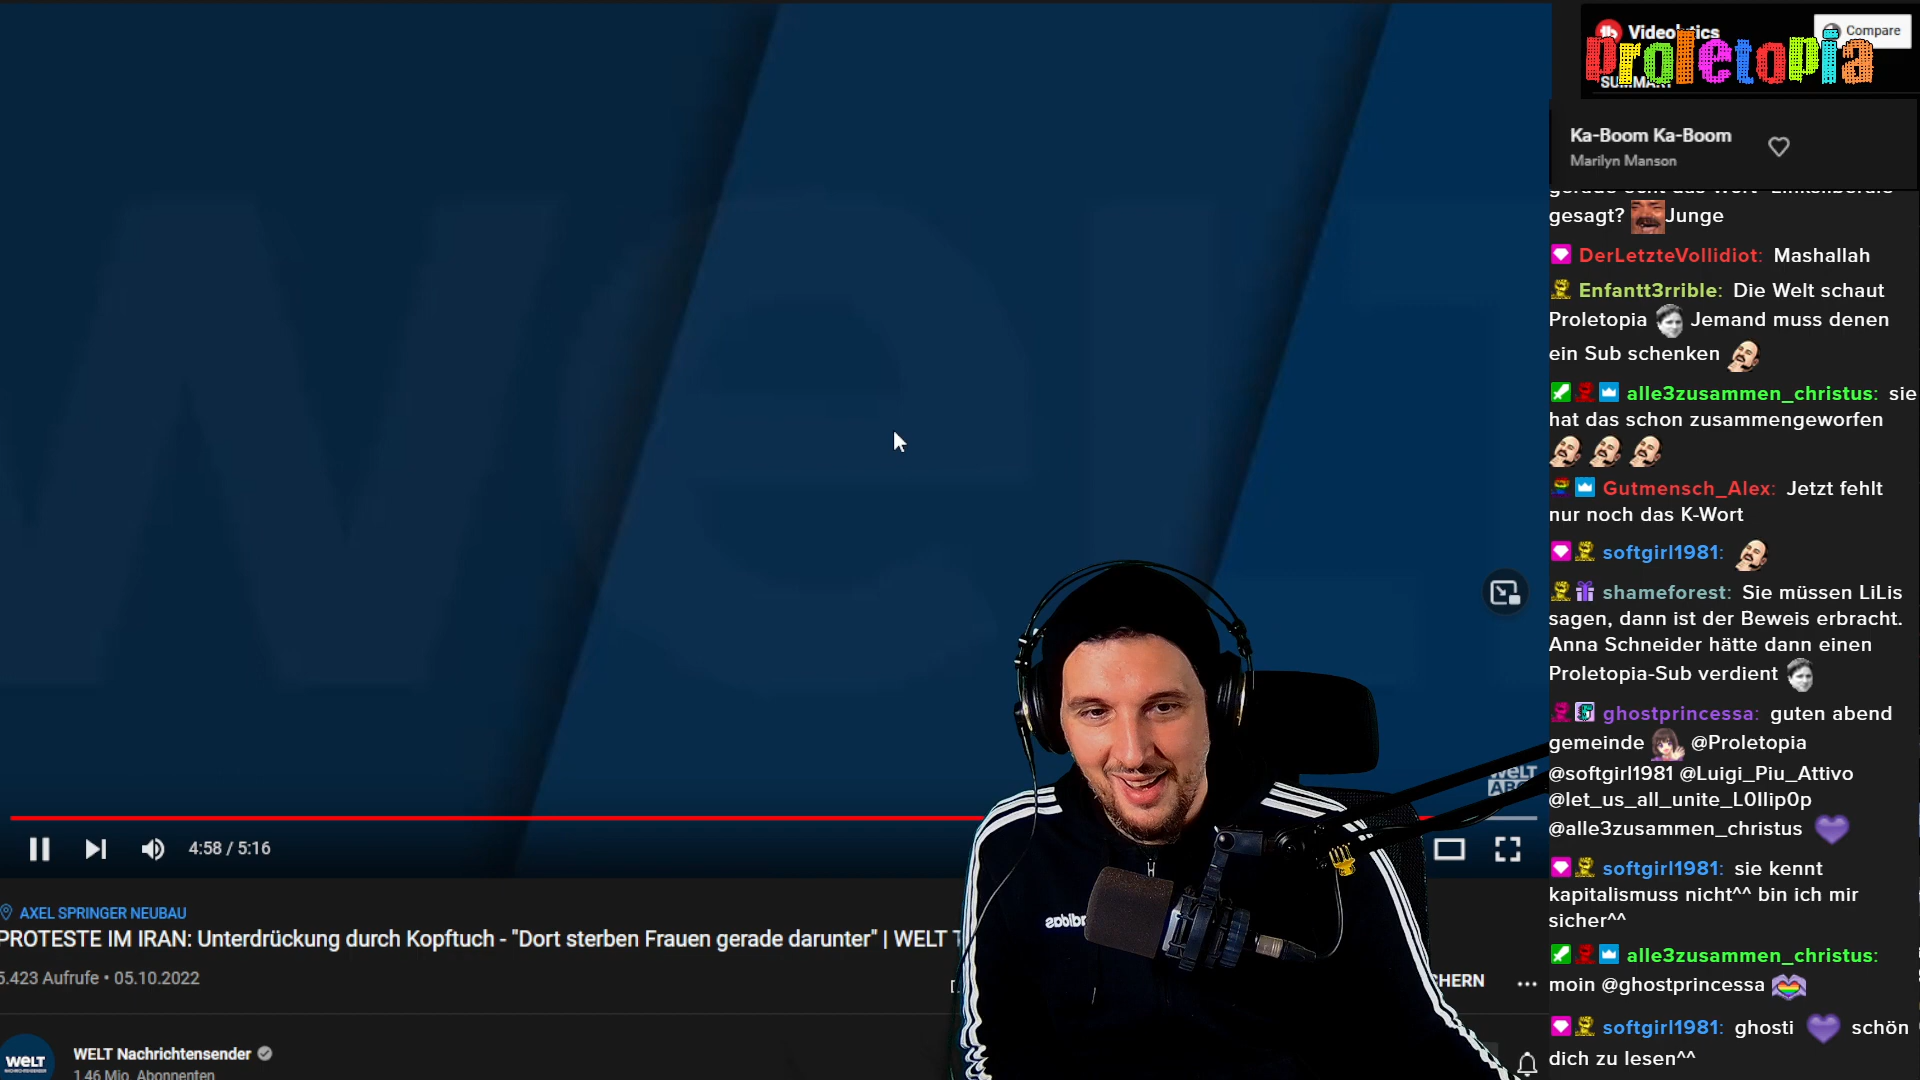 Videolytics
Compare
Proletopia
SUMMARY
Ka-Boom Ka-Boom
Marilyn Manson
gesagt? Junge
DerLetzteVollidiot: Mashallah
Enfantt3rrible: Die Welt schaut
Proletopia Jemand muss denen
ein Sub schenken
alle3zusammen_christus: sie
hat das schon zusammengeworfen
Gutmensch_Alex: Jetzt fehlt
nur noch das K-Wort
softgirl1981:
shameforest: Sie müssen LiLis
sagen, dann ist der Beweis erbracht.
Anna Schneider hätte dann einen
Proletopia-Sub verdient
ghostprincessa: guten abend
gemeinde @Proletopia
@softgirl1981 @Luigi_Piu_Attivo
@let_us_all_unite_L0llip0p
@alle3zusammen_christus
softgirl1981: sie kennt
kapitalismuss nicht^^ bin ich mir
sicher^^
alle3zusammen_christus:
moin @ghostprincessa
softgirl1981: ghosti schön
dich zu lesen^^
WELT
4:58 / 5:16
adidas
AXEL SPRINGER NEUBAU
PROTESTE IM IRAN: Unterdrückung durch Kopftuch - "Dort sterben Frauen gerade darunter" | WELT
5.423 Aufrufe • 05.10.2022
CHERN
WELT
WELT Nachrichtensender
1,46 Mio. Abonnenten